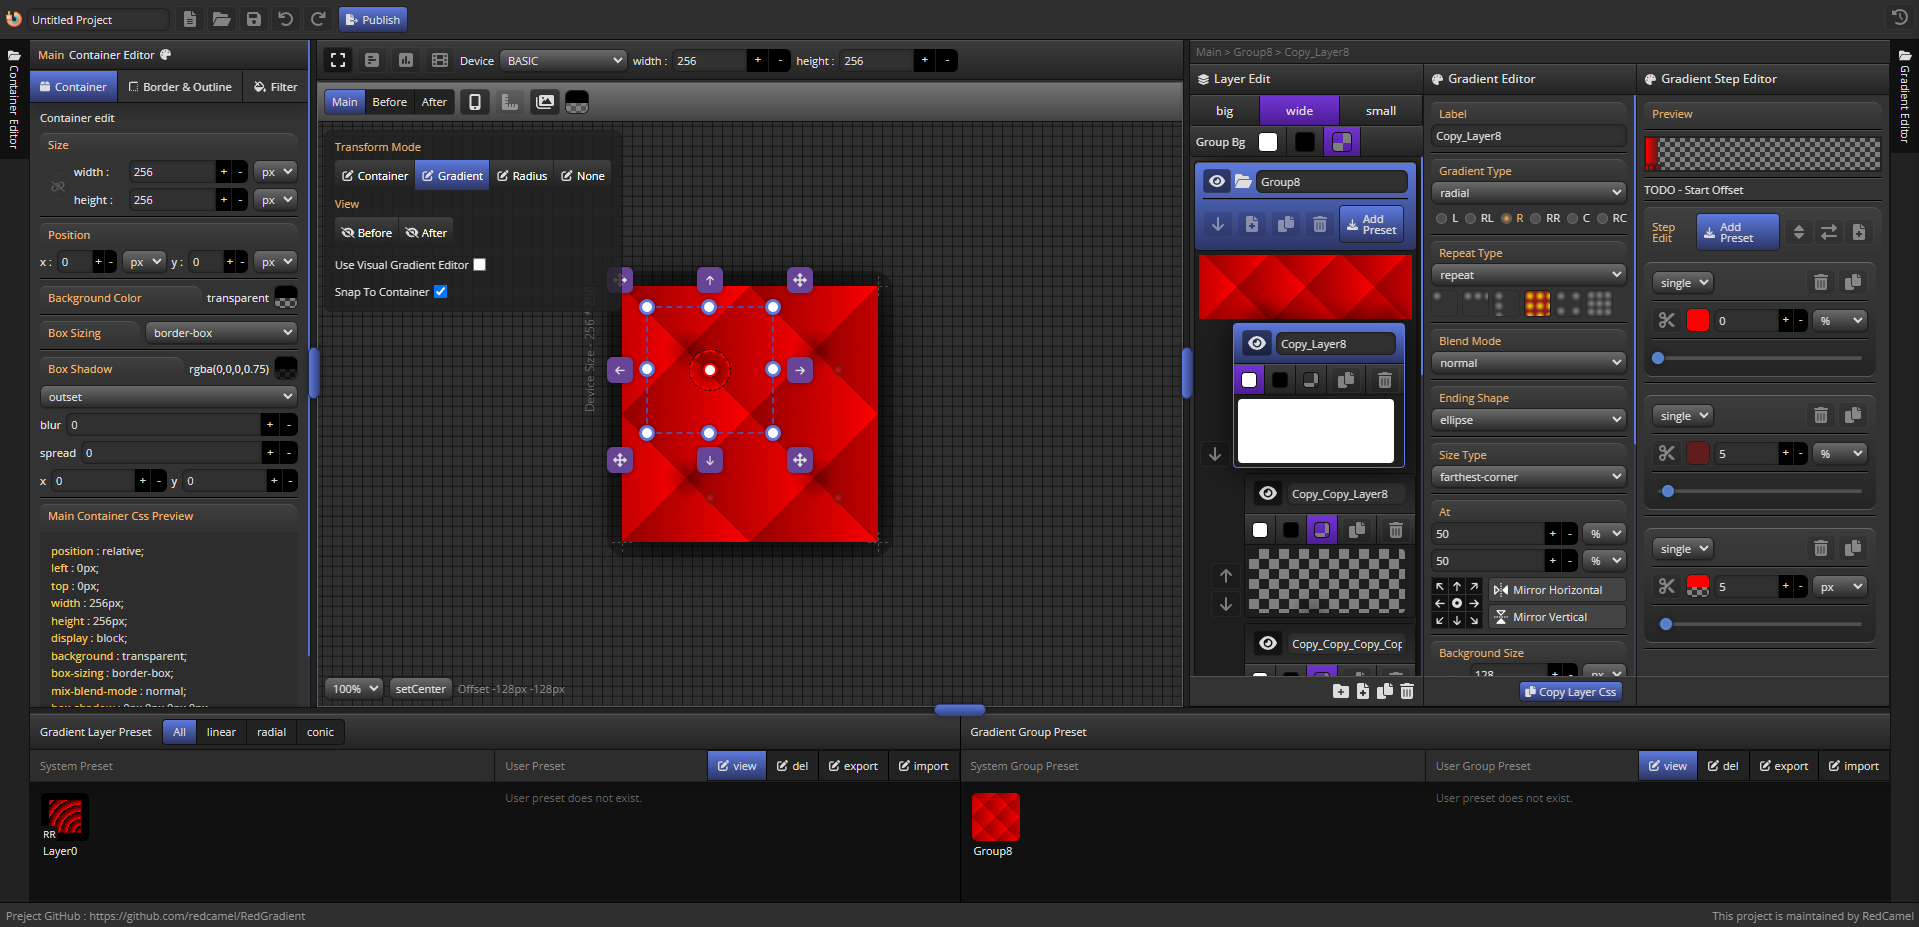 Untitled Project
Publish
Container Editor
Main Container Editor
Container
Border & Outline
Filter
Container edit
Size
width :
256
+
-
px
height :
256
+
-
px
Position
x :
0
+
-
px
y :
0
+
-
px
Background Color
transparent
Box Sizing
border-box
Box Shadow
rgba(0,0,0,0.75)
outset
blur
0
+
-
spread
0
+
-
x
0
+
-
y
0
+
-
Main Container Css Preview
position : relative;
left : 0px;
top : 0px;
width : 256px;
height : 256px;
display : block;
background : transparent;
box-sizing : border-box;
mix-blend-mode : normal;
Device
BASIC
width :
256
+
-
height :
256
+
-
Main
Before
After
Transform Mode
Container
Gradient
Radius
None
View
Before
After
Use Visual Gradient Editor
Snap To Container
Device Size - 256 * 256
100%
setCenter
Offset -128px -128px
Main > Group8 > Copy_Layer8
Layer Edit
big
wide
small
Group Bg
Group8
Add Preset
Copy_Layer8
Copy_Copy_Layer8
Copy_Copy_Copy_Cop
Gradient Editor
Label
Copy_Layer8
Gradient Type
radial
L
RL
R
RR
C
RC
Repeat Type
repeat
Blend Mode
normal
Ending Shape
ellipse
Size Type
farthest-corner
At
50
+
-
%
50
+
-
%
Mirror Horizontal
Mirror Vertical
Background Size
128
px
Copy Layer Css
Gradient Step Editor
Preview
TODO - Start Offset
Step Edit
Add Preset
single
0
+
-
%
single
5
+
-
%
single
5
+
-
px
Gradient Editor
Gradient Layer Preset
All
linear
radial
conic
System Preset
User Preset
view
del
export
import
User preset does not exist.
RR
Layer0
Gradient Group Preset
System Group Preset
User Group Preset
view
del
export
import
User preset does not exist.
Group8
Preject GitHub : https://github.com/redcamel/RedGradient
This project is maintained by RedCamel